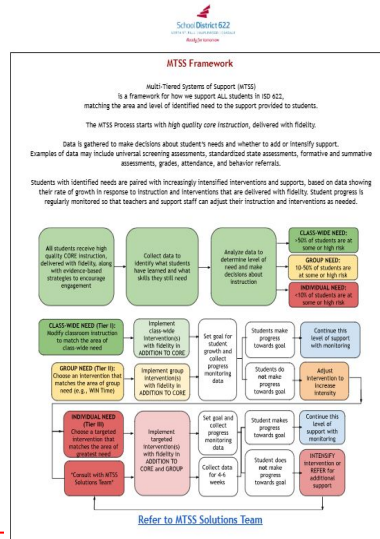 School District 622
Ready for tomorrow
MTSS Framework
Multi-Tiered Systems of Support (MTSS)
is a framework for how we support ALL students in ISD 622,
matching the area and level of identified need to the support provided to students.
The MTSS Process starts with high quality core instruction, delivered with fidelity.
Data is gathered to make decisions about student's needs and whether to add or intensify support.
Examples of data may include universal screening assessments, standardized state assessments, formative and summative
assessments, grades, attendance, and behavior referrals.
Students with identified needs are paired with increasingly intensified interventions and supports, based on data showing
their rate of growth in response to instruction and interventions that are delivered with fidelity. Student progress is
regularly monitored so that teachers and support staff can adjust their instruction and interventions as needed.
All students receive high
quality CORE instruction,
delivered with fidelity, along
with evidence-based
strategies to encourage
engagement
Collect data to
identify what students
have learned and what
skills they still need
Analyze data to
determine level of
need and make
decisions about
instruction
CLASS-WIDE NEED:
>50% of students are at
some or high risk
GROUP NEED:
10-50% of students are
at some or high risk
INDIVIDUAL NEED:
<10% of students are at
some or high risk
CLASS-WIDE NEED (Tier I):
Modify classroom instruction
to match the area of
class-wide need
Implement
class-wide
intervention(s)
with fidelity in
ADDITION TO CORE
GROUP NEED (Tier II):
Choose an intervention that
matches the area of group
need (e.g., WIN Time)
Implement group
intervention(s)
with fidelity in
ADDITION TO CORE
Set goal for
student
growth and
collect
progress
monitoring
data
Students make
progress
towards goal
Continue this
level of support
with monitoring
Students do
not make
progress
towards goal
Adjust
intervention to
increase
intensity
INDIVIDUAL NEED
(Tier III)
Choose a targeted
intervention that
matches the area of
greatest need
*Consult with MTSS
Solutions Team*
Implement
targeted
intervention(s)
with fidelity in
ADDITION TO
CORE and GROUP
Set goal and
collect
progress
monitoring
data
Collect data
for 4-6
weeks
Student makes
progress
towards goal
Continue this
level of
support with
monitoring
Student does
not make
progress
towards goal
INTENSIFY
intervention or
REFER for
additional
support
Refer to MTSS Solutions Team